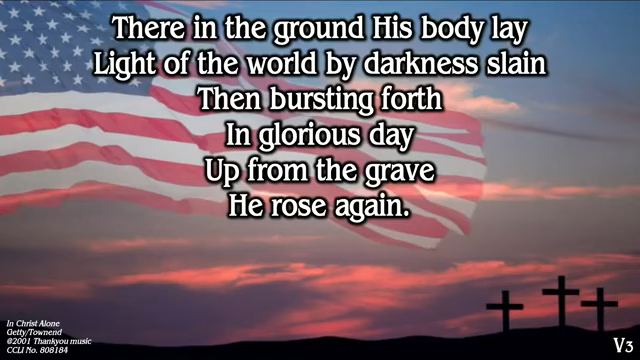 There in the ground His body lay
Light of the world by darkness slain
Then bursting forth
In glorious day
Up from the grave
He rose again.
In Christ Alone
Getty/Townend
©2001 Thankyou music
CCLI No. 808184
V3